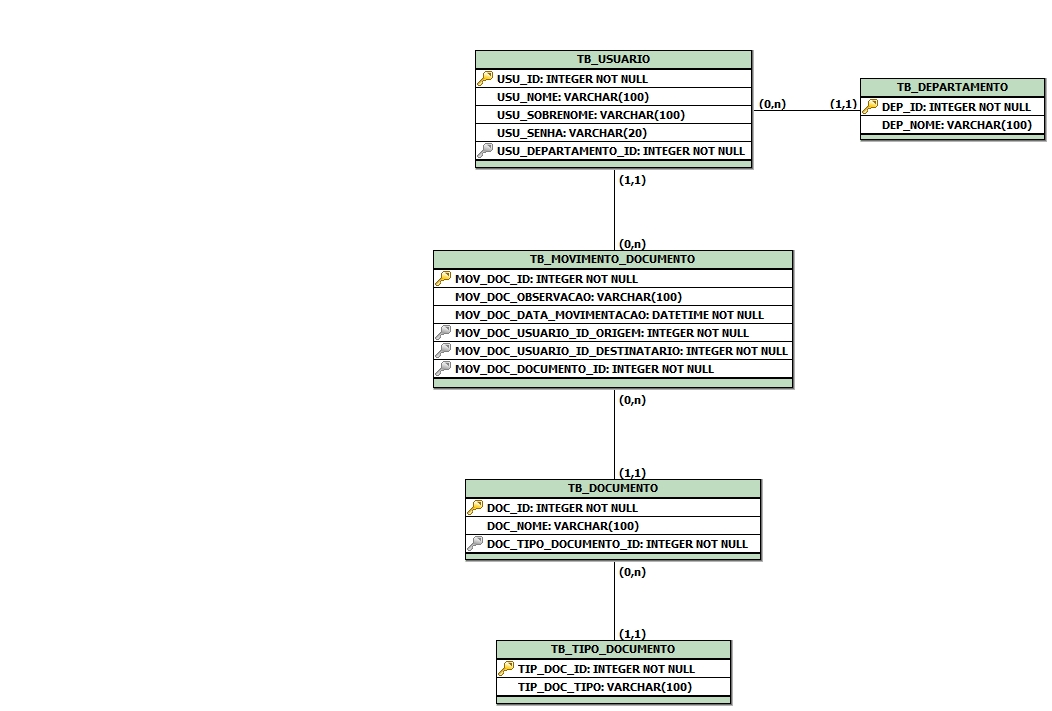 TB_USUARIO
USU_ID: INTEGER NOT NULL
USU_NOME: VARCHAR(100)
USU_SOBRENOME: VARCHAR(100)
USU_SENHA: VARCHAR(20)
USU_DEPARTAMENTO_ID: INTEGER NOT NULL
(0,n) (1,1)
TB_DEPARTAMENTO
DEP_ID: INTEGER NOT NULL
DEP_NOME: VARCHAR(100)
(1,1)
(0,n)
TB_MOVIMENTO_DOCUMENTO
MOV_DOC_ID: INTEGER NOT NULL
MOV_DOC_OBSERVACAO: VARCHAR(100)
MOV_DOC_DATA_MOVIMENTACAO: DATETIME NOT NULL
MOV_DOC_USUARIO_ID_ORIGEM: INTEGER NOT NULL
MOV_DOC_USUARIO_ID_DESTINATARIO: INTEGER NOT NULL
MOV_DOC_DOCUMENTO_ID: INTEGER NOT NULL
(0,n)
(1,1)
TB_DOCUMENTO
DOC_ID: INTEGER NOT NULL
DOC_NOME: VARCHAR(100)
DOC_TIPO_DOCUMENTO_ID: INTEGER NOT NULL
(0,n)
(1,1)
TB_TIPO_DOCUMENTO
TIP_DOC_ID: INTEGER NOT NULL
TIP_DOC_TIPO: VARCHAR(100)